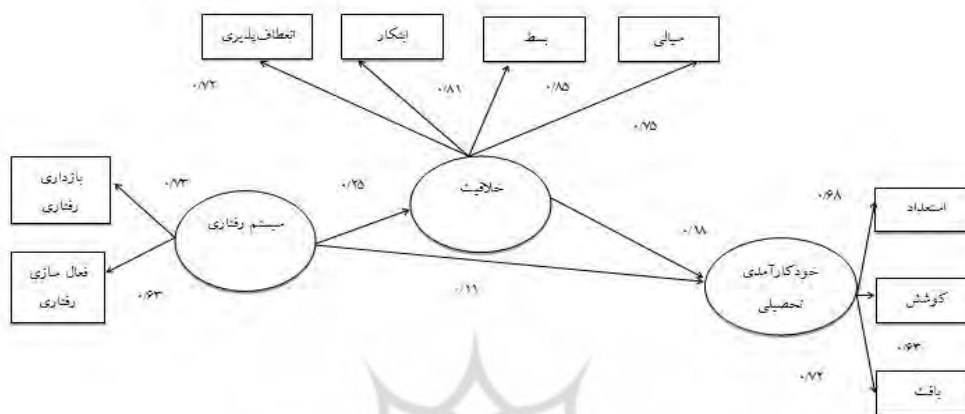 انعطاف‌پذیری
ابتکار
بسط
سیالی
۰/۷۲
۰/۸۱
۰/۸۵
۰/۷۵
بازداری
رفتاری
۰/۷۳
۰/۲۵
خلاقیت
سیستم رفتاری
۰/۶۸
استعداد
فعال سازی
رفتاری
۰/۶۳
۰/۱۱
۰/۱۸
خودکارآمدی
تحصیلی
کوشش
۰/۶۳
۰/۷۲
بافت